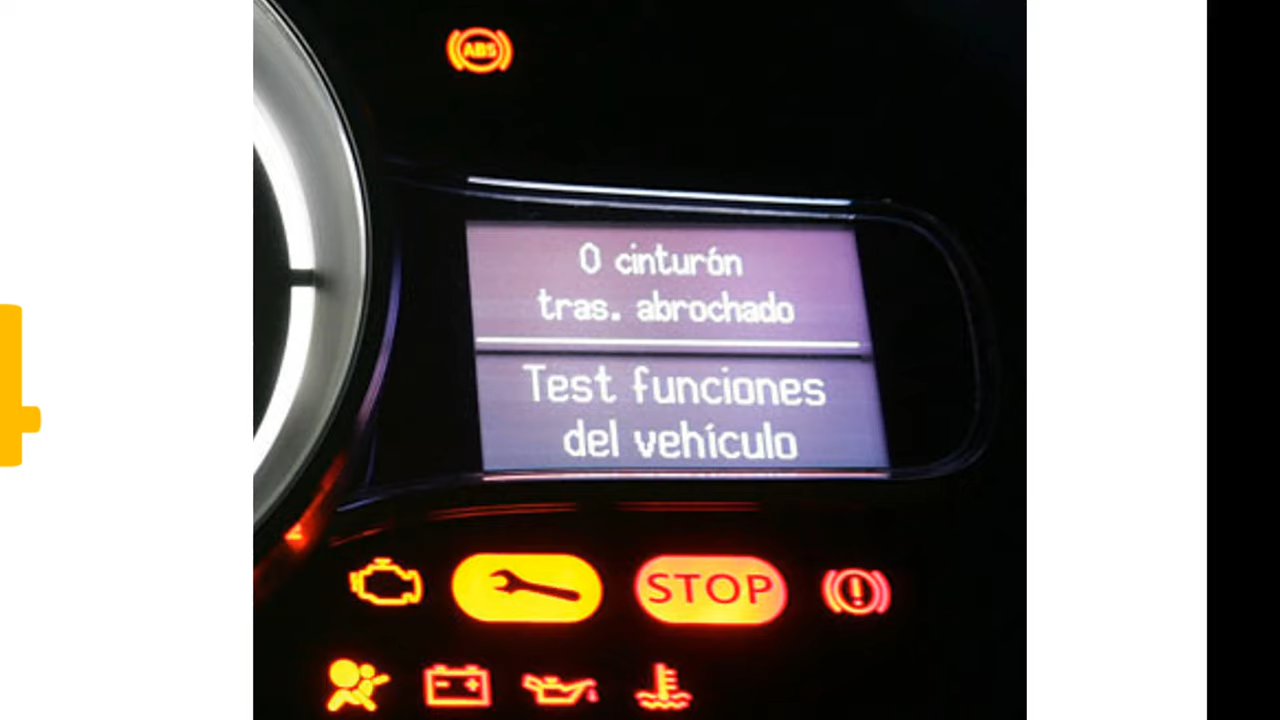 ABS
0 cinturón
tras. abrochado
Test funciones
del vehículo
STOP